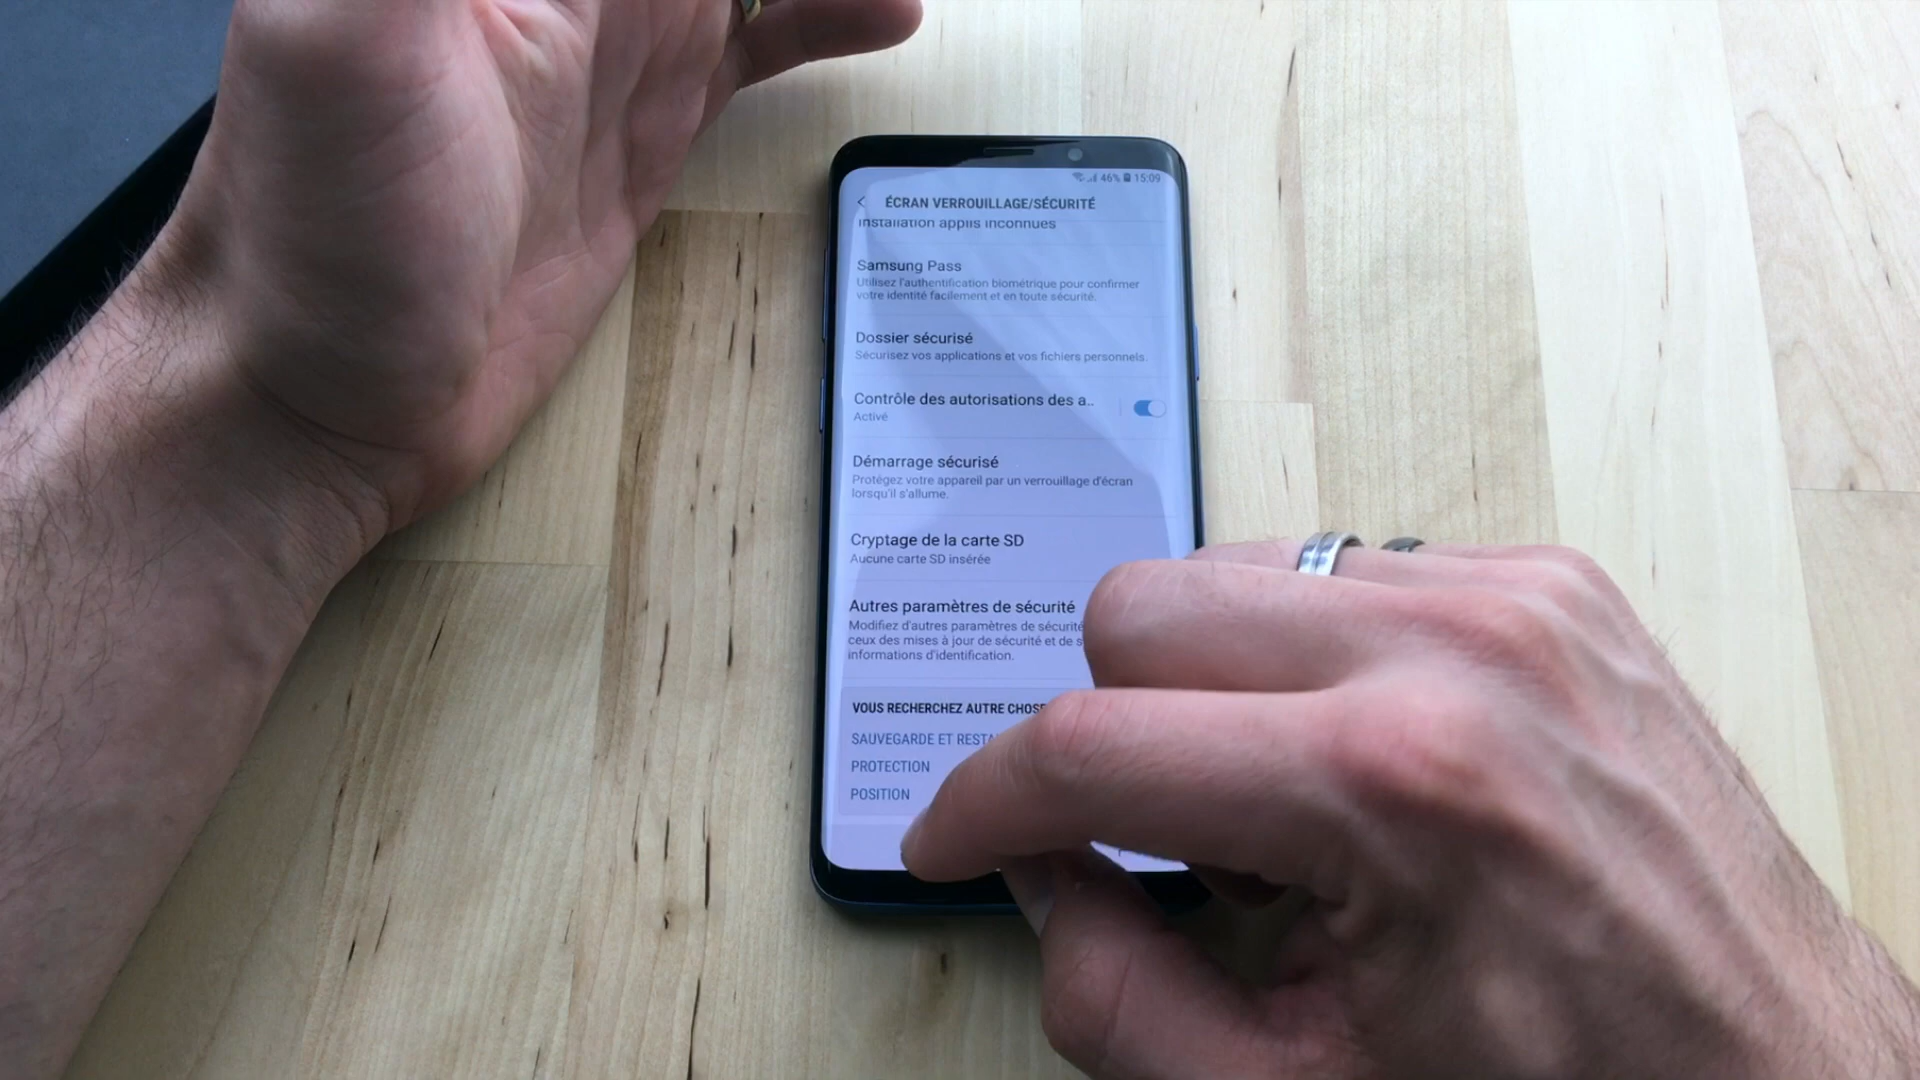 46% 15:09
ÉCRAN VERROUILLAGE/SÉCURITÉ
Installation applis inconnues
Samsung Pass
Utilisez l'authentification biométrique pour confirmer
votre identité facilement et en toute sécurité.
Dossier sécurisé
Sécurisez vos applications et vos fichiers personnels.
Contrôle des autorisations des a..
Activé
Démarrage sécurisé
Protégez votre appareil par un verrouillage d'écran
lorsqu'il s'allume.
Cryptage de la carte SD
Aucune carte SD insérée
Autres paramètres de sécurité
Modifiez d'autres paramètres de sécurité
ceux des mises à jour de sécurité et de
informations d'identification.
VOUS RECHERCHEZ AUTRE CHOSE
SAUVEGARDE ET
PROTECTION
POSITION